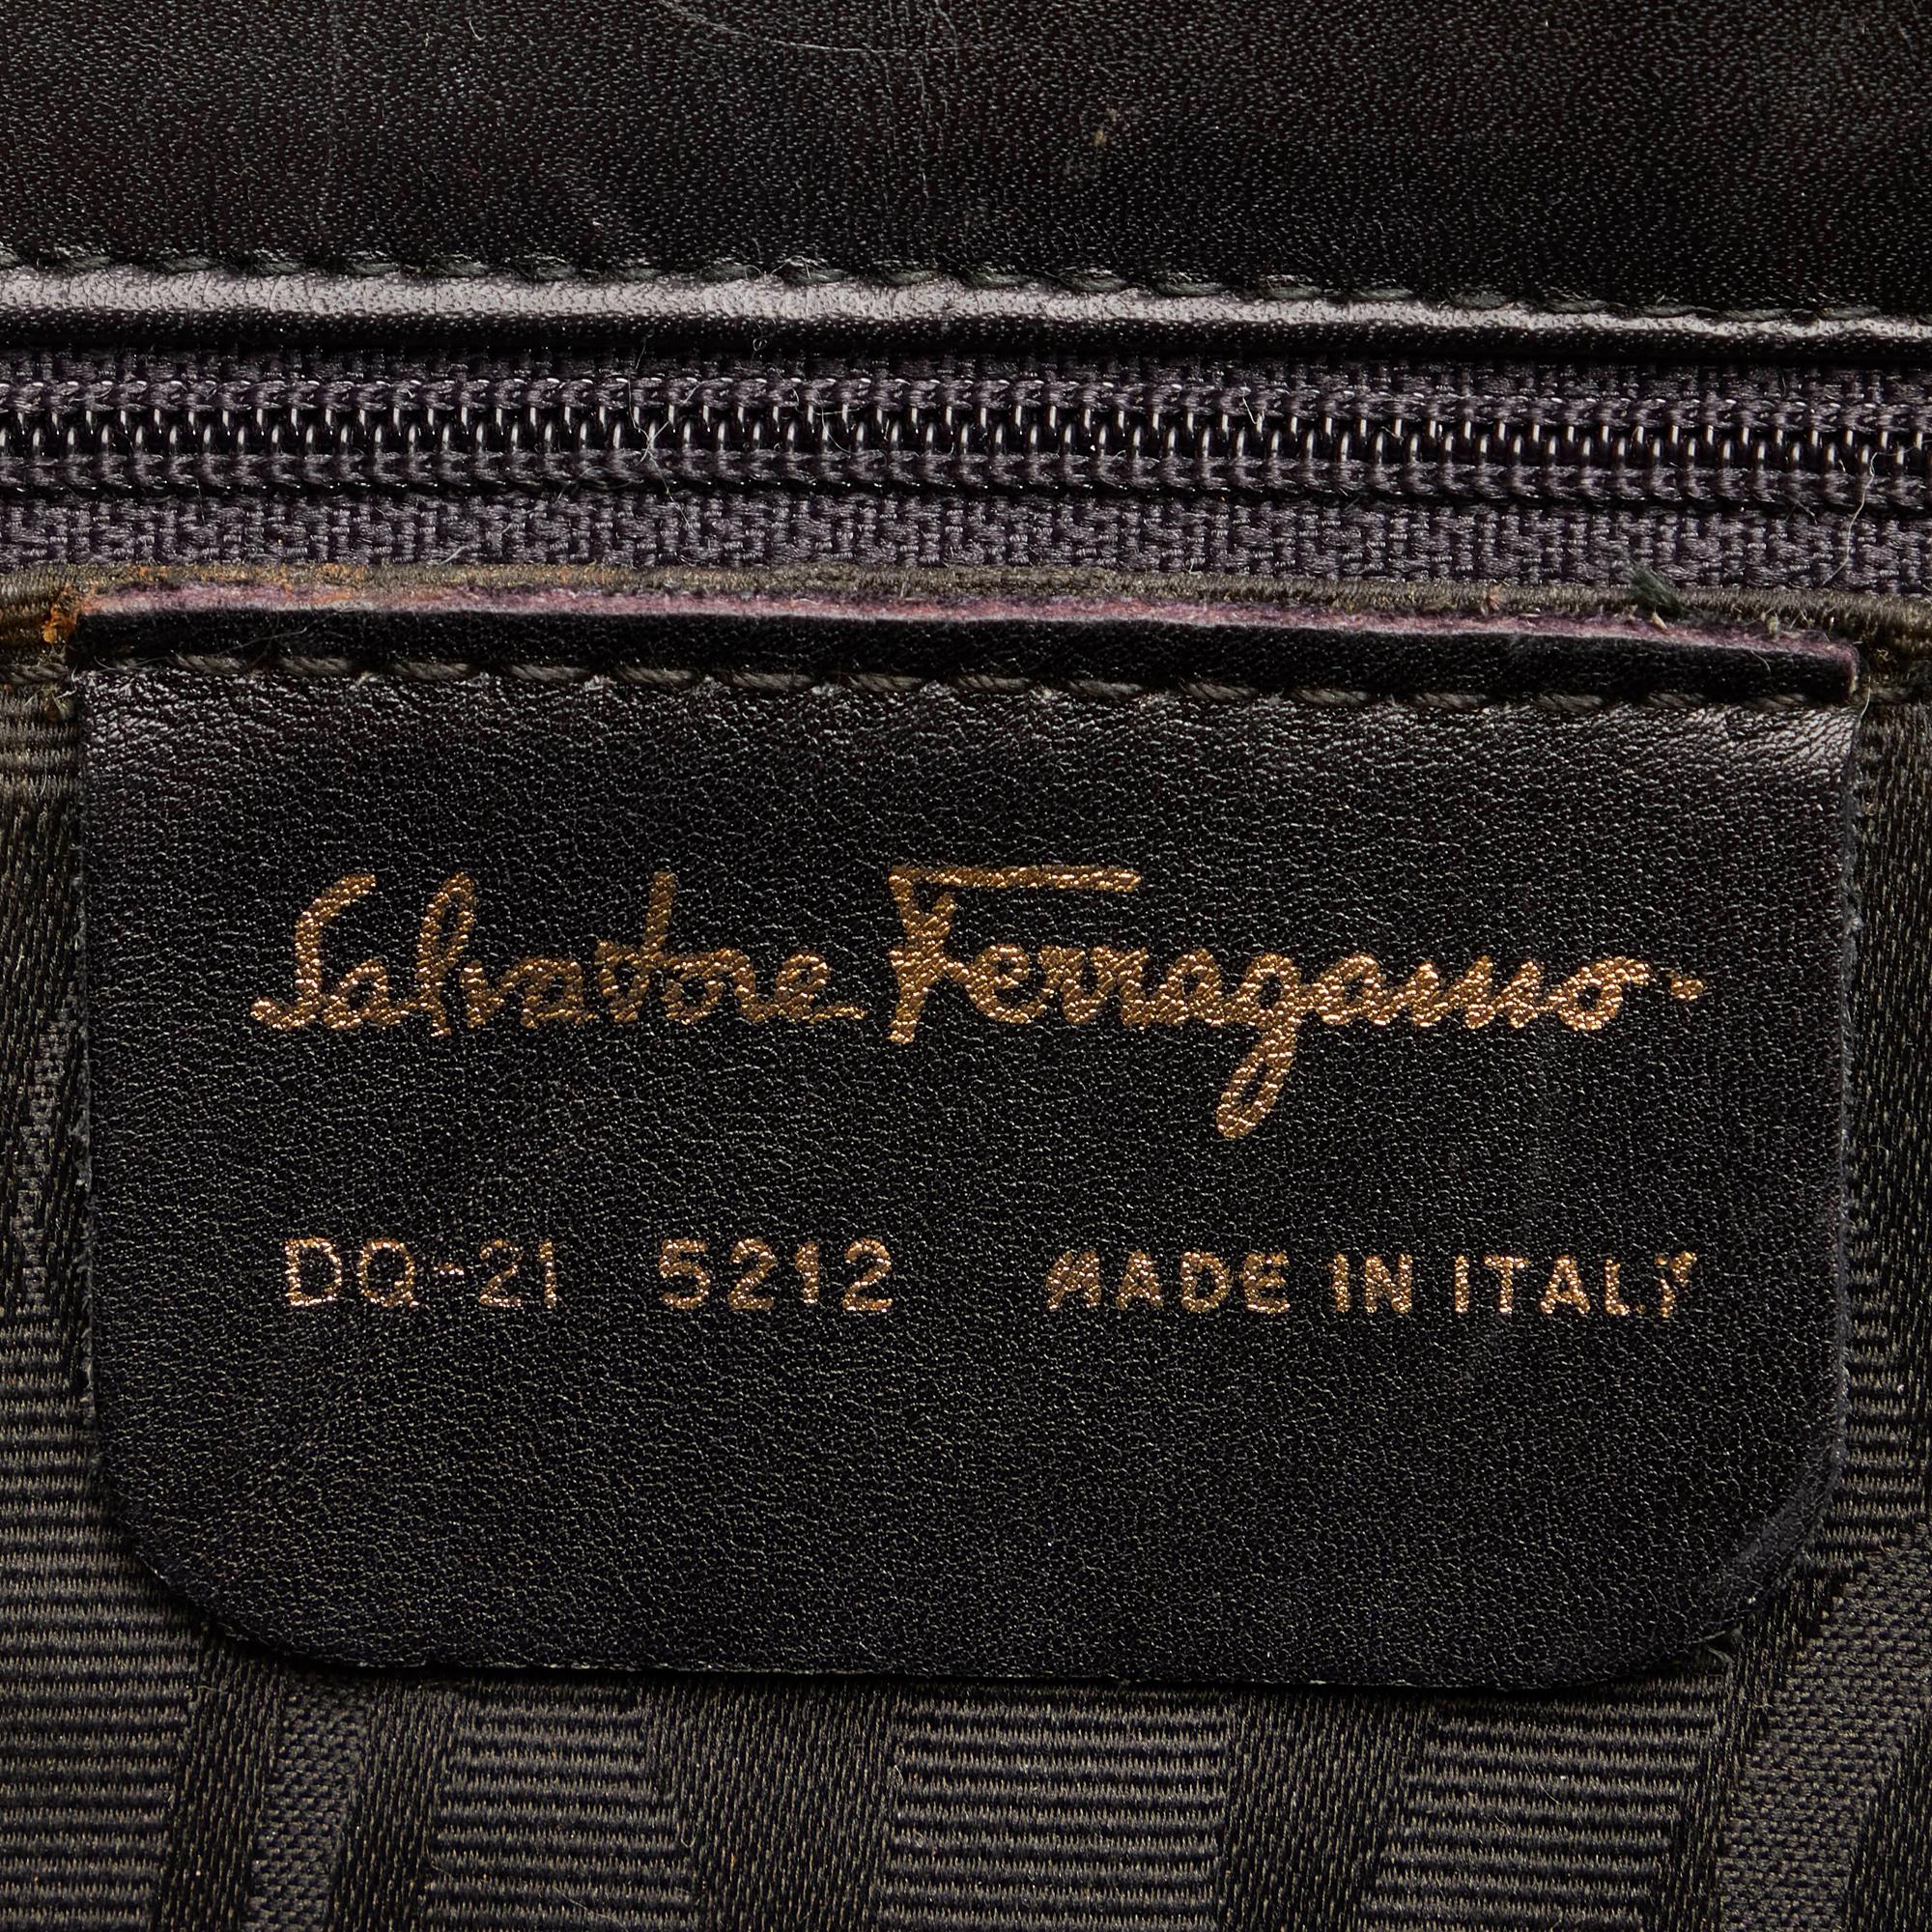 Salvatore Ferragamo
DQ-21 5212 MADE IN ITALY